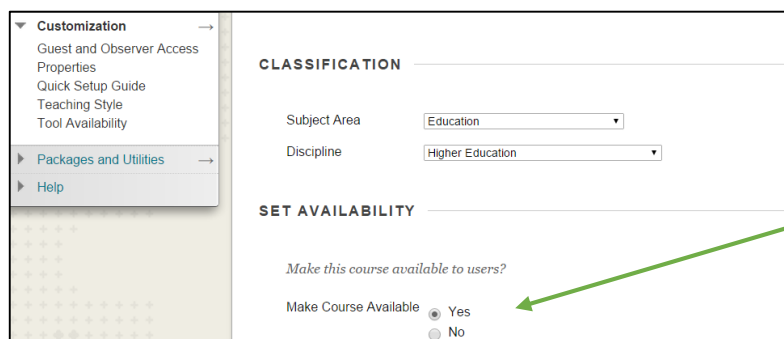 Customization
Guest and Observer Access
Properties
Quick Setup Guide
Teaching Style
Tool Availability
Packages and Utilities
Help
CLASSIFICATION
Subject Area Education
Discipline Higher Education
SET AVAILABILITY
Make this course available to users?
Make Course Available Yes
No